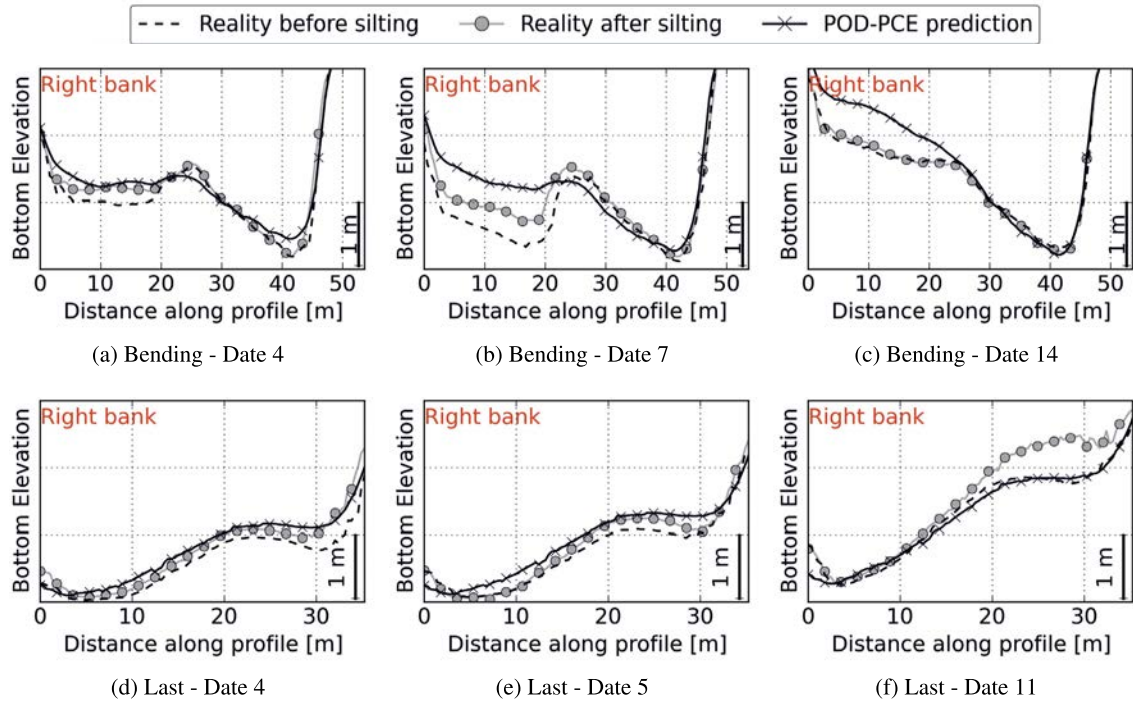 Reality before silting Reality after silting POD-PCE prediction
Right bank Right bank Right bank
Bottom Elevation Bottom Elevation Bottom Elevation
1 m 1 m 1 m
0 10 20 30 40 50 0 10 20 30 40 50 0 10 20 30 40 50
Distance along profile [m] Distance along profile [m] Distance along profile [m]
(a) Bending - Date 4 (b) Bending - Date 7 (c) Bending - Date 14
Right bank Right bank Right bank
Bottom Elevation Bottom Elevation Bottom Elevation
1 m 1 m 1 m
0 10 20 30 0 10 20 30 0 10 20 30
Distance along profile [m] Distance along profile [m] Distance along profile [m]
(d) Last - Date 4 (e) Last - Date 5 (f) Last - Date 11